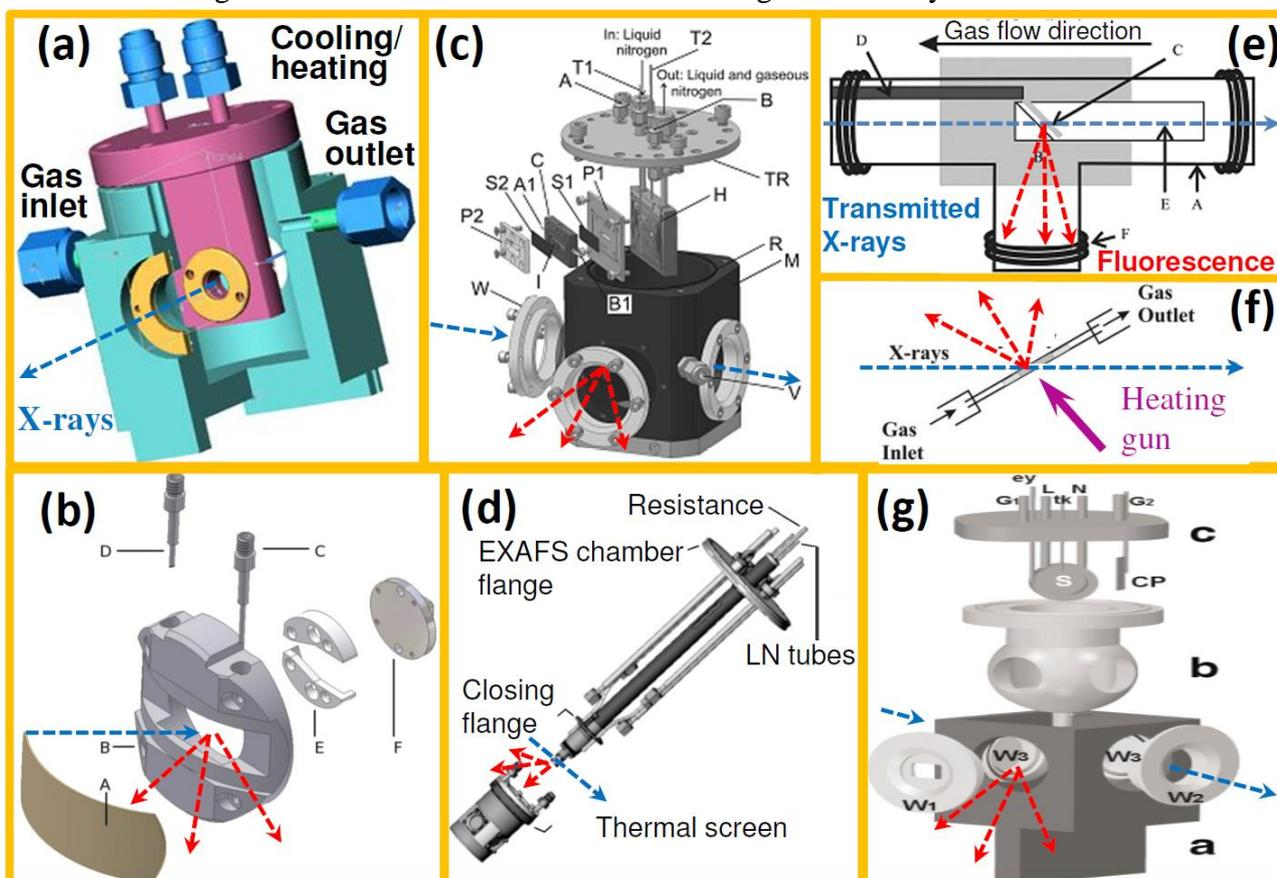 (a)
Cooling/
heating
Gas
outlet
Gas
inlet
X-rays
(c)
In: Liquid
nitrogen
T2
T1
A
Out: Liquid and gaseous
nitrogen
B
TR
C
P1
S1
A1
S2
P2
H
R
M
W
I
B1
V
(e)
D
Gas flow direction
C
B
Transmitted
X-rays
E
A
F
Fluorescence
(f)
Gas
Outlet
X-rays
Heating
gun
Gas
Inlet
(b)
D
C
B
A
E
F
(d)
Resistance
EXAFS chamber
flange
LN tubes
Closing
flange
Thermal screen
(g)
ey
G1
L
tk
N
G2
c
S
CP
b
W3
W3
W1
W2
a